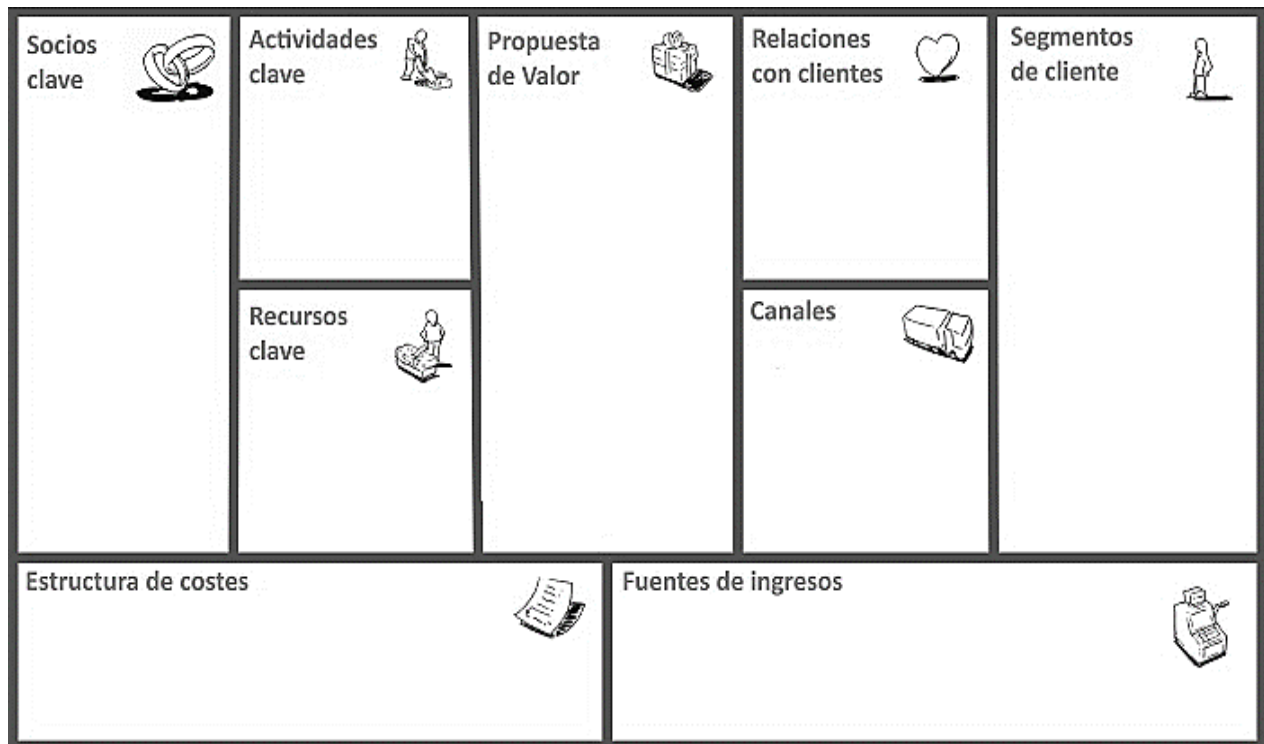 Socios
clave
Actividades
clave
Propuesta
de Valor
Relaciones
con clientes
Segmentos
de cliente
Recursos
clave
Canales
Estructura de costes
Fuentes de ingresos